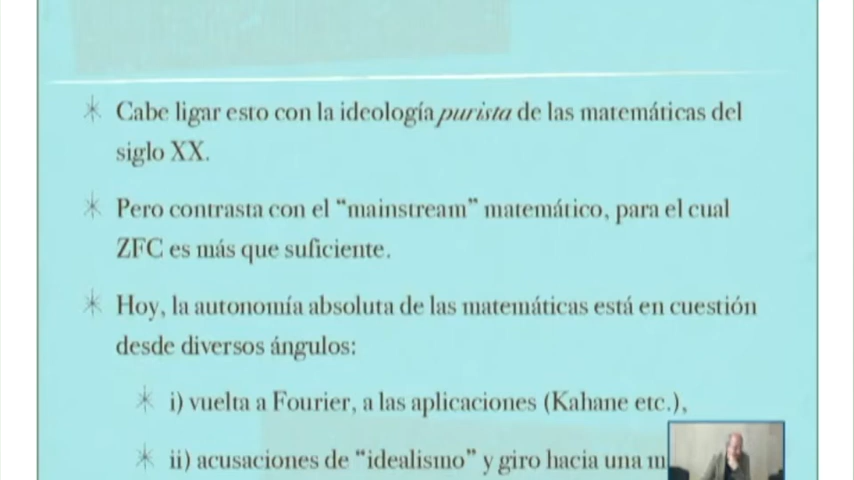 Cabe ligar esto con la ideología purista de las matemáticas del
siglo XX.
Pero contrasta con el “mainstream” matemático, para el cual
ZFC es más que suficiente.
Hoy, la autonomía absoluta de las matemáticas está en cuestión
desde diversos ángulos:
i) vuelta a Fourier, a las aplicaciones (Kahane etc.),
ii) acusaciones de “idealismo” y giro hacia una